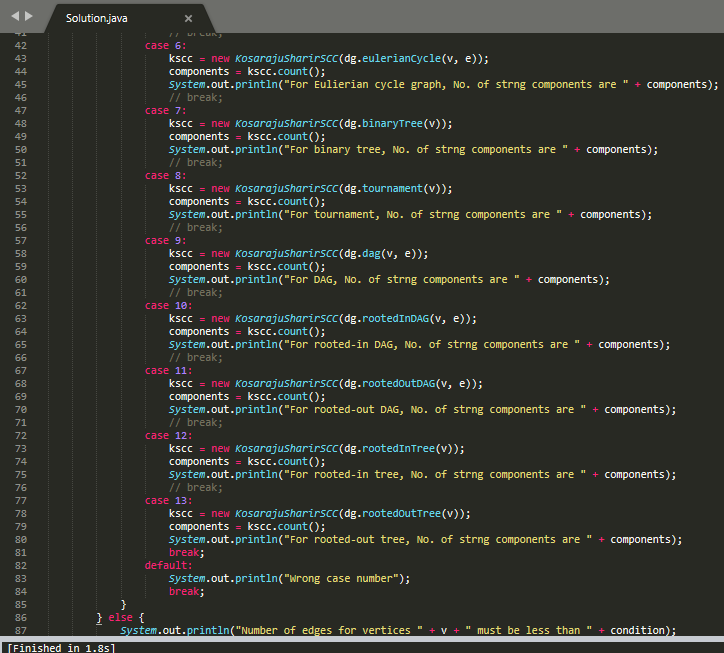 Solution.java ×
41 // break;
42 case 6:
43 kscc = new KosarajuSharirSCC(dg.eulerianCycle(v, e));
44 components = kscc.count();
45 System.out.println("For Eulierian cycle graph, No. of strng components are " + components);
46 // break;
47 case 7:
48 kscc = new KosarajuSharirSCC(dg.binaryTree(v));
49 components = kscc.count();
50 System.out.println("For binary tree, No. of strng components are " + components);
51 // break;
52 case 8:
53 kscc = new KosarajuSharirSCC(dg.tournament(v));
54 components = kscc.count();
55 System.out.println("For tournament, No. of strng components are " + components);
56 // break;
57 case 9:
58 kscc = new KosarajuSharirSCC(dg.dag(v, e));
59 components = kscc.count();
60 System.out.println("For DAG, No. of strng components are " + components);
61 // break;
62 case 10:
63 kscc = new KosarajuSharirSCC(dg.rootedInDAG(v, e));
64 components = kscc.count();
65 System.out.println("For rooted-in DAG, No. of strng components are " + components);
66 // break;
67 case 11:
68 kscc = new KosarajuSharirSCC(dg.rootedOutDAG(v, e));
69 components = kscc.count();
70 System.out.println("For rooted-out DAG, No. of strng components are " + components);
71 // break;
72 case 12:
73 kscc = new KosarajuSharirSCC(dg.rootedInTree(v));
74 components = kscc.count();
75 System.out.println("For rooted-in tree, No. of strng components are " + components);
76 // break;
77 case 13:
78 kscc = new KosarajuSharirSCC(dg.rootedOutTree(v));
79 components = kscc.count();
80 System.out.println("For rooted-out tree, No. of strng components are " + components);
81 break;
82 default:
83 System.out.println("Wrong case number");
84 break;
85 }
86 } else {
87 System.out.println("Number of edges for vertices " + v + " must be less than " + condition);
[Finished in 1.8s]